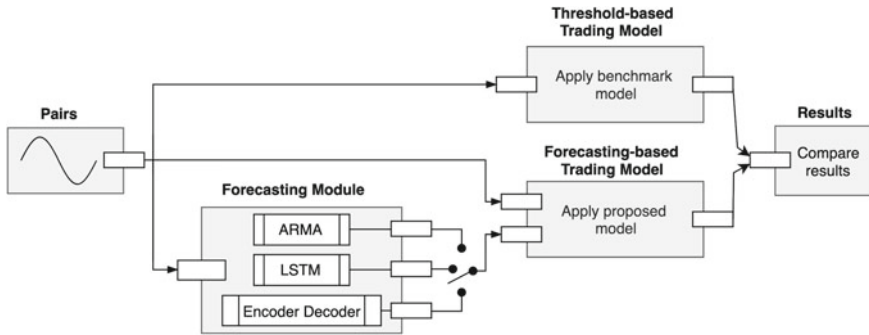 Threshold-based
Trading Model
Apply benchmark
model
Pairs
Results
Compare
results
Forecasting-based
Trading Model
Apply proposed
model
Forecasting Module
ARMA
LSTM
Encoder Decoder